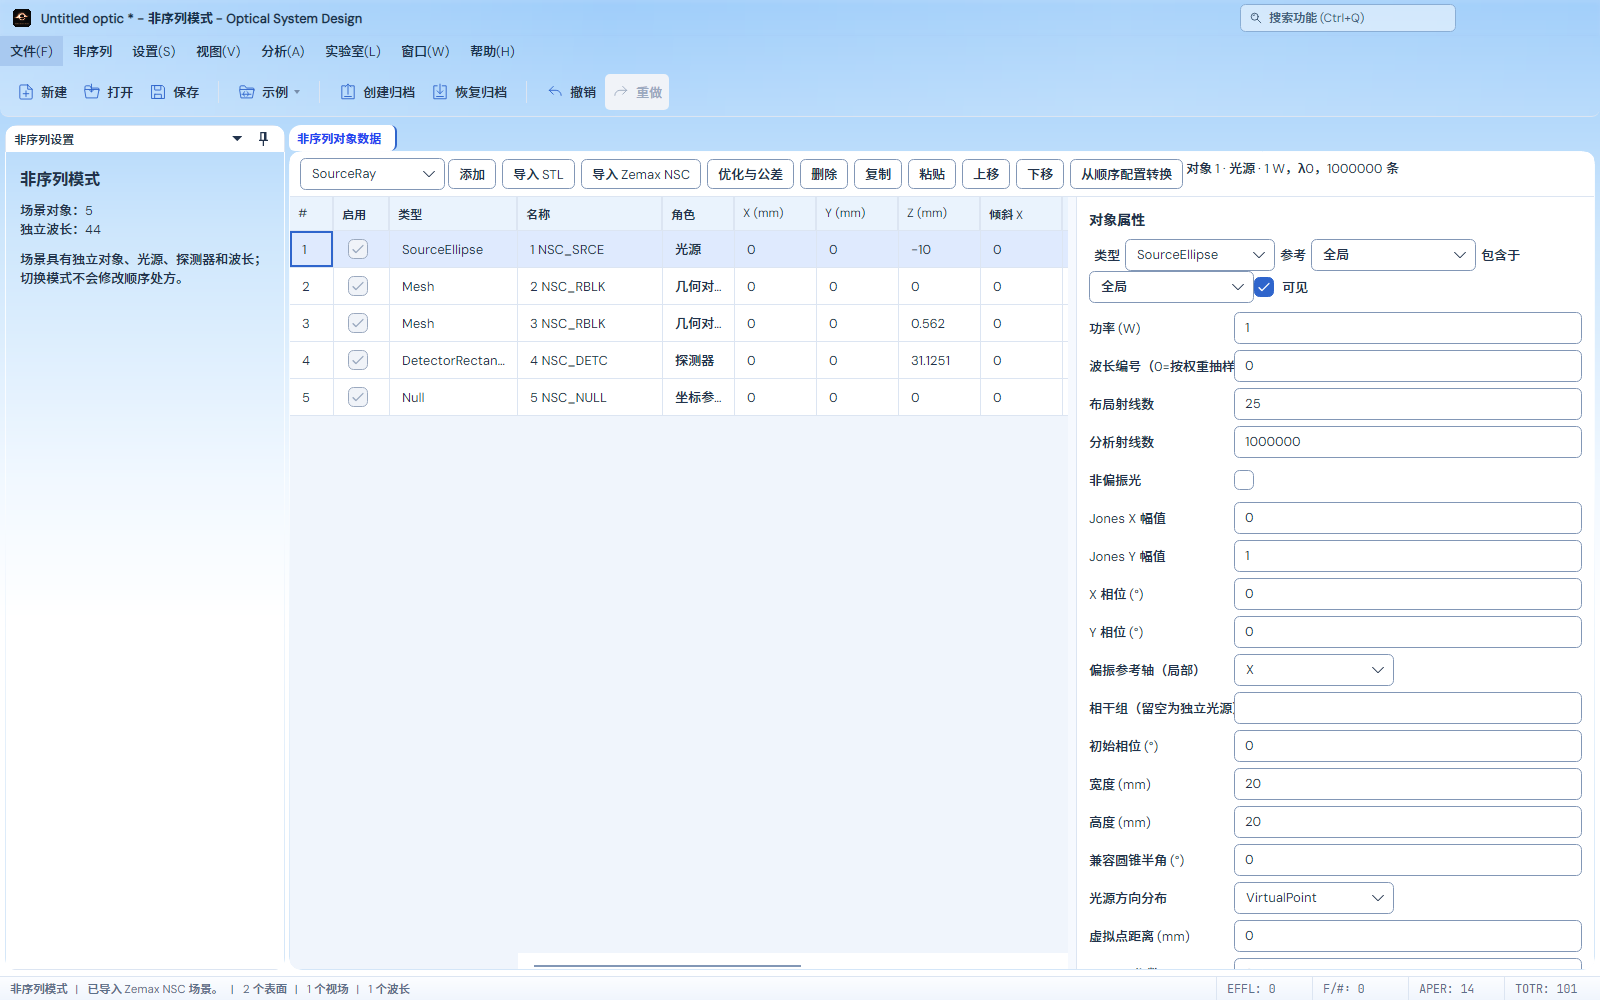 Untitled optic * - 非序列模式 - Optical System Design
搜索功能 (Ctrl+Q)
文件(F) 非序列 设置(S) 视图(V) 分析(A) 实验室(L) 窗口(W) 帮助(H)
新建 打开 保存 示例 创建归档 恢复归档 撤销 重做
非序列设置
非序列模式
场景对象：5
独立波长：44
场景具有独立对象、光源、探测器和波长；
切换模式不会修改顺序处方。
非序列对象数据
SourceRay 添加 导入 STL 导入 Zemax NSC 优化与公差 删除 复制 粘贴 上移 下移 从顺序配置转换 对象 1 · 光源 · 1 W，λ0，1000000 条
# 启用 类型 名称 角色 X (mm) Y (mm) Z (mm) 倾斜 X
1 SourceEllipse 1 NSC_SRCE 光源 0 0 -10 0
2 Mesh 2 NSC_RBLK 几何对... 0 0 0 0
3 Mesh 3 NSC_RBLK 几何对... 0 0 0.562 0
4 DetectorRectan... 4 NSC_DETC 探测器 0 0 31.1251 0
5 Null 5 NSC_NULL 坐标参... 0 0 0 0
对象属性
类型 SourceEllipse 参考 全局 包含于
全局 可见
功率 (W) 1
波长编号（0=按权重抽样 0
布局射线数 25
分析射线数 1000000
非偏振光
Jones X 幅值 0
Jones Y 幅值 1
X 相位 (°) 0
Y 相位 (°) 0
偏振参考轴（局部） X
相干组（留空为独立光源）
初始相位 (°) 0
宽度 (mm) 20
高度 (mm) 20
兼容圆锥半角 (°) 0
光源方向分布 VirtualPoint
虚拟点距离 (mm) 0
非序列模式 | 已导入 Zemax NSC 场景。 | 2 个表面 | 1 个视场 | 1 个波长
EFFL: 0 F/#: 0 APER: 14 TOTR: 101